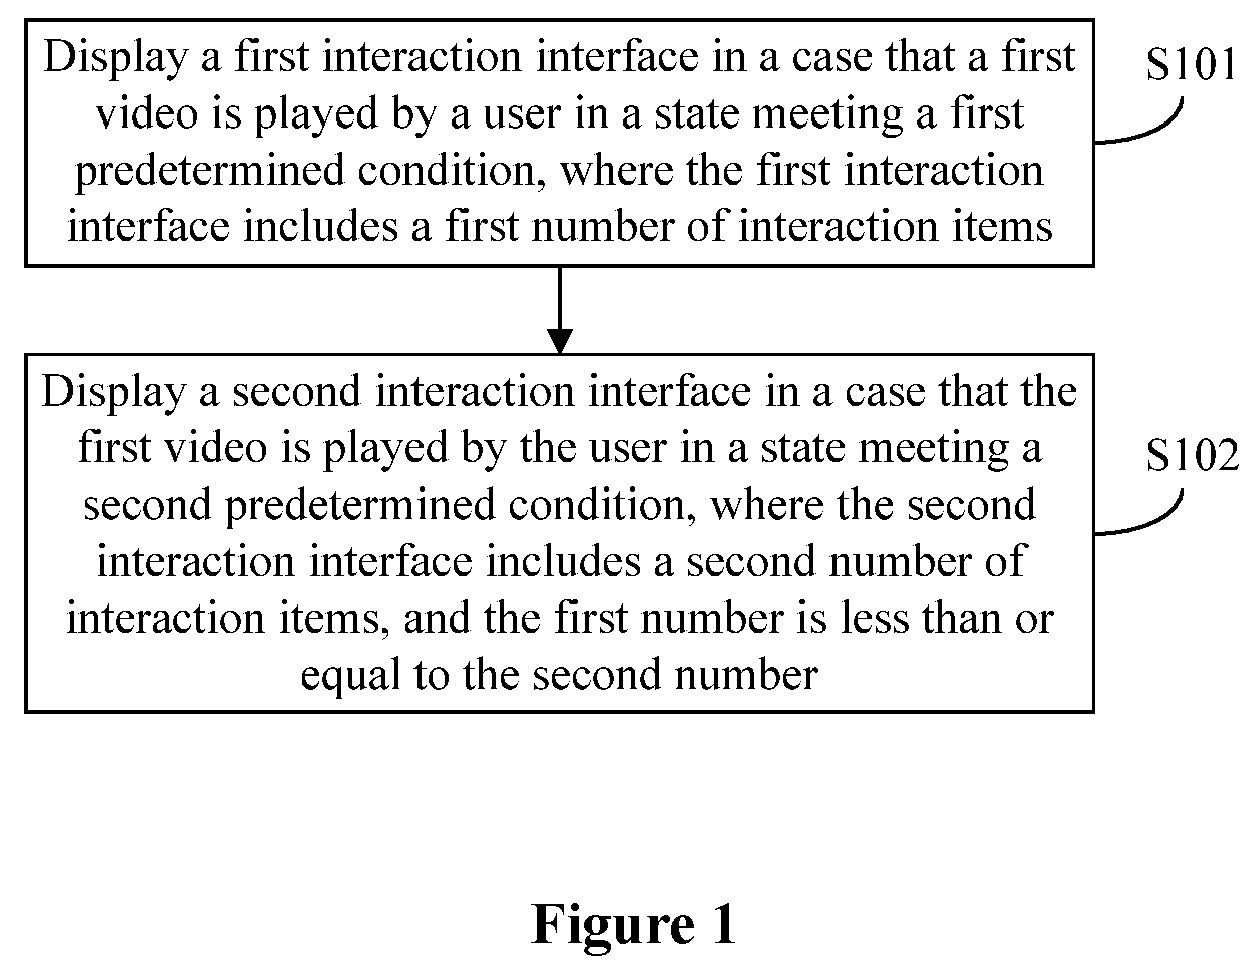 Display a first interaction interface in a case that a first
video is played by a user in a state meeting a first
predetermined condition, where the first interaction
interface includes a first number of interaction items
S101
Display a second interaction interface in a case that the
first video is played by the user in a state meeting a
second predetermined condition, where the second
interaction interface includes a second number of
interaction items, and the first number is less than or
equal to the second number
S102
Figure 1